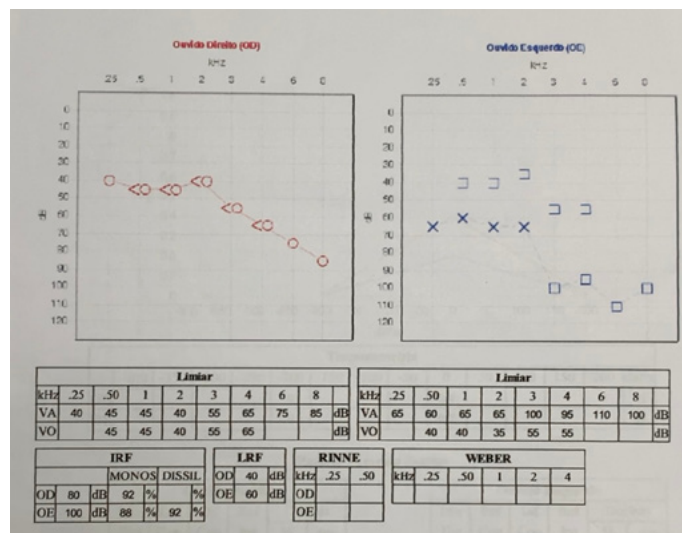 Ouvido Direito (OD)
kHz
.25 .5 1 2 3 4 6 8
0
10
20
30
40
50
60
70
80
90
100
110
120
dB
Ouvido Esquerdo (OE)
kHz
.25 .5 1 2 3 4 6 8
0
10
20
30
40
50
60
70
80
90
100
110
120
dB
Limiar
kHz .25 .50 1 2 3 4 6 8
VA 40 45 45 40 55 65 75 85 dB
VO 45 45 40 55 65 dB
Limiar
kHz .25 .50 1 2 3 4 6 8
VA 65 60 65 65 100 95 110 100 dB
VO 40 40 35 55 55 dB
IRF
MONOS DISSIL
OD 80 dB 92 % %
OE 100 dB 88 % 92 %
LRF
OD 40 dB
OE 60 dB
RINNE
kHz .25 .50
OD
OE
WEBER
kHz .25 .50 1 2 4